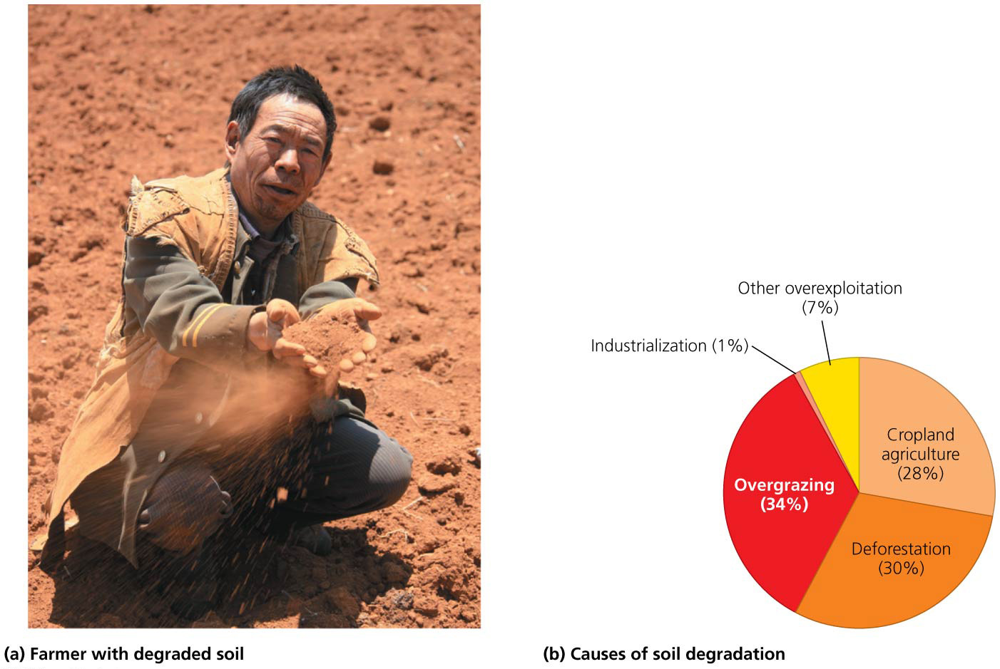 Other overexploitation
(7%)
Industrialization (1%)
Cropland
agriculture
(28%)
Overgrazing
(34%)
Deforestation
(30%)
(a) Farmer with degraded soil
(b) Causes of soil degradation